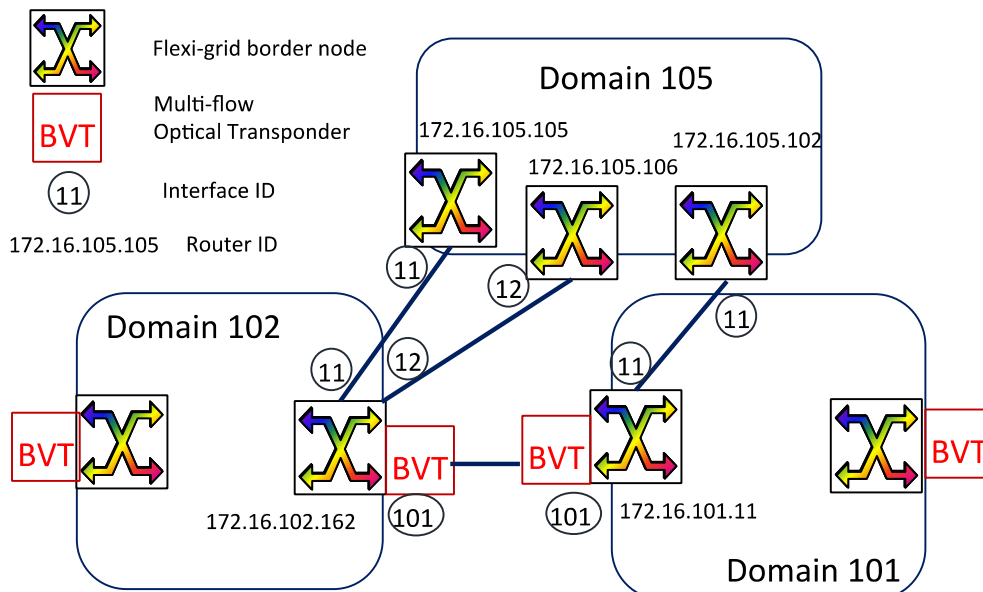 Flexi-grid border node
Multi-flow
BVT
Optical Transponder
11
Interface ID
172.16.105.105
Router ID
Domain 105
172.16.105.105
172.16.105.106
172.16.105.102
11
12
11
Domain 102
11
12
11
BVT
BVT
BVT
BVT
101
101
172.16.102.162
172.16.101.11
Domain 101